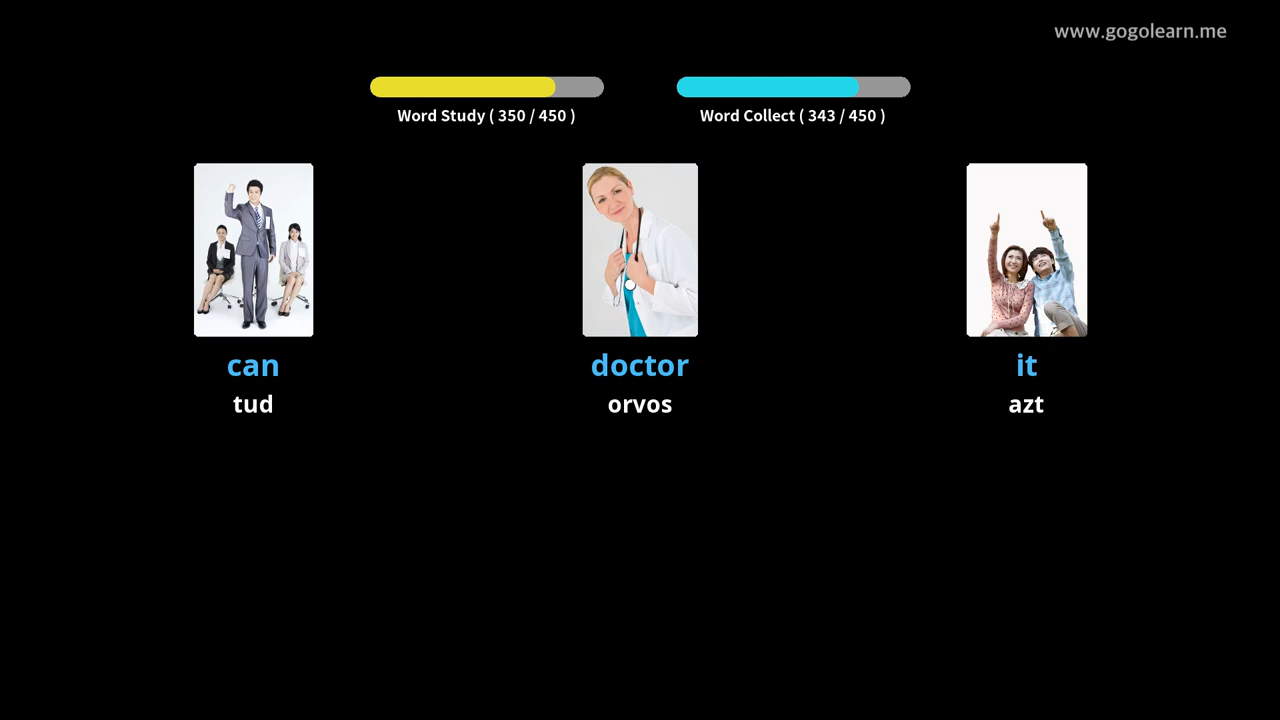 www.gogolearn.me
Word Study ( 350 / 450 )
Word Collect ( 343 / 450 )
can
doctor
it
tud
orvos
azt